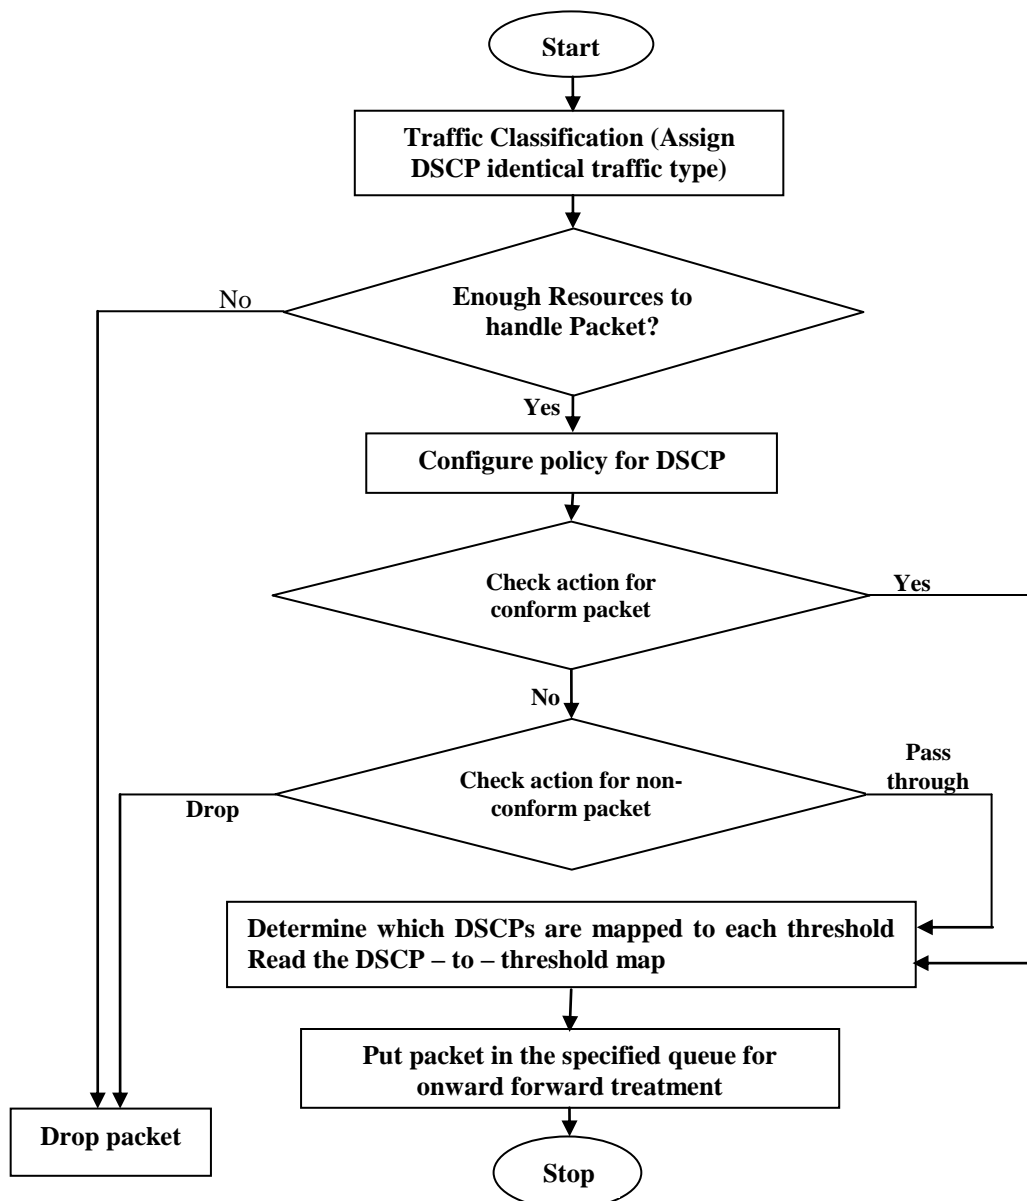 Start
Traffic Classification (Assign
DSCP identical traffic type)
No
Enough Resources to
handle Packet?
Yes
Configure policy for DSCP
Check action for
conform packet
Yes
No
Check action for non-
conform packet
Pass
through
Drop
Determine which DSCPs are mapped to each threshold
Read the DSCP – to – threshold map
Put packet in the specified queue for
onward forward treatment
Drop packet
Stop